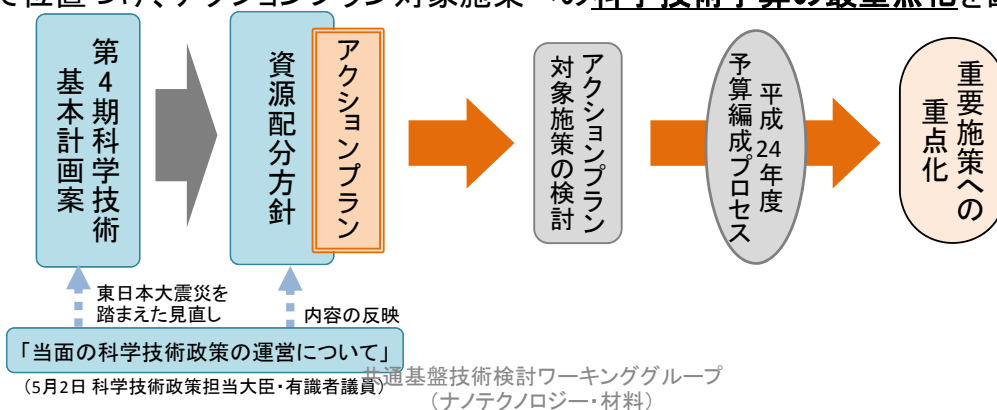 て位置づけ、アクションプラン対象施策への科学技術予算の最重点化を
第4期科学技術
基本計画案
資源配分方針
アクションプラン
アクションプラン
対象施策の検討
平成24年度
予算編成プロセス
重要施策への
重点化
東日本大震災を
踏まえた見直し
内容の反映
「当面の科学技術政策の運営について」
（5月2日 科学技術政策担当大臣・有識者議員）
共通基盤技術検討ワーキンググループ
（ナノテクノロジー・材料）